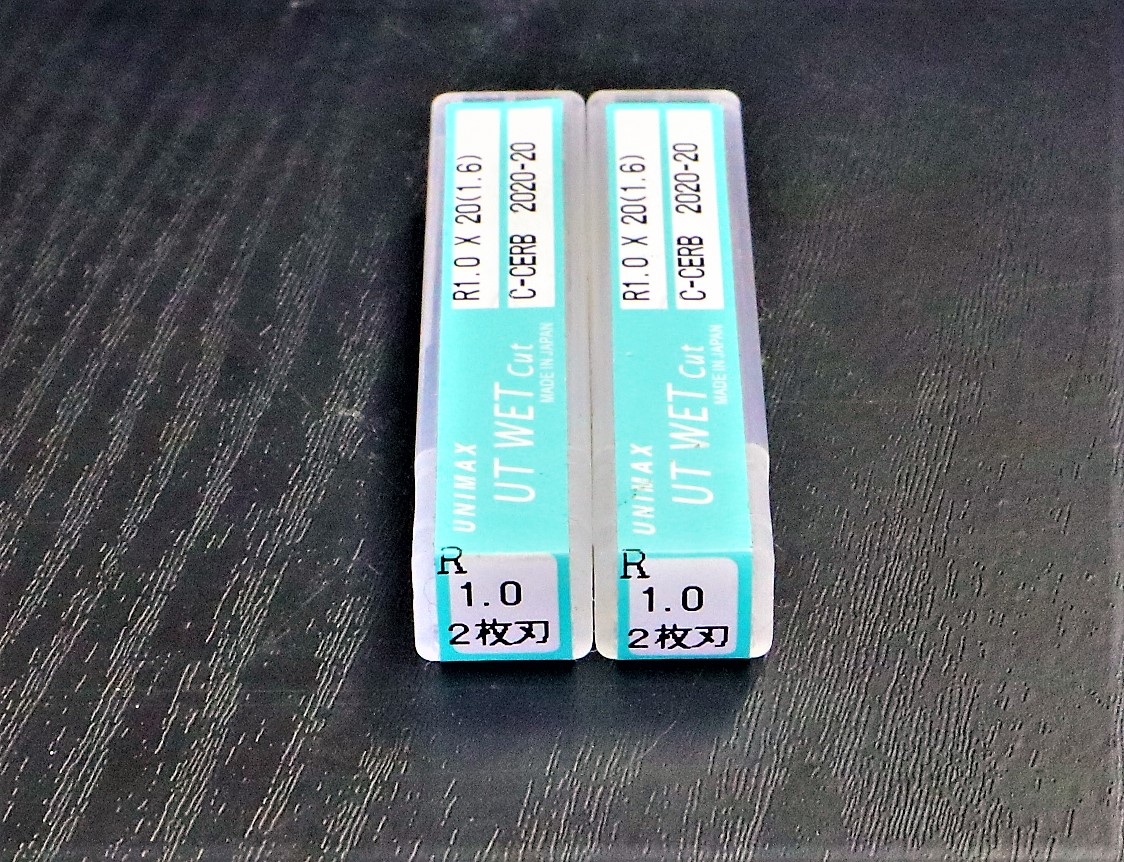 R1.0 X 20(1.6)
C-CERB 2020-20
UNIMAX
UT WET Cut
MADE IN JAPAN
R
1.0
2枚刃
R1.0 X 20(1.6)
C-CERB 2020-20
UNIMAX
UT WET Cut
MADE IN JAPAN
R
1.0
2枚刃